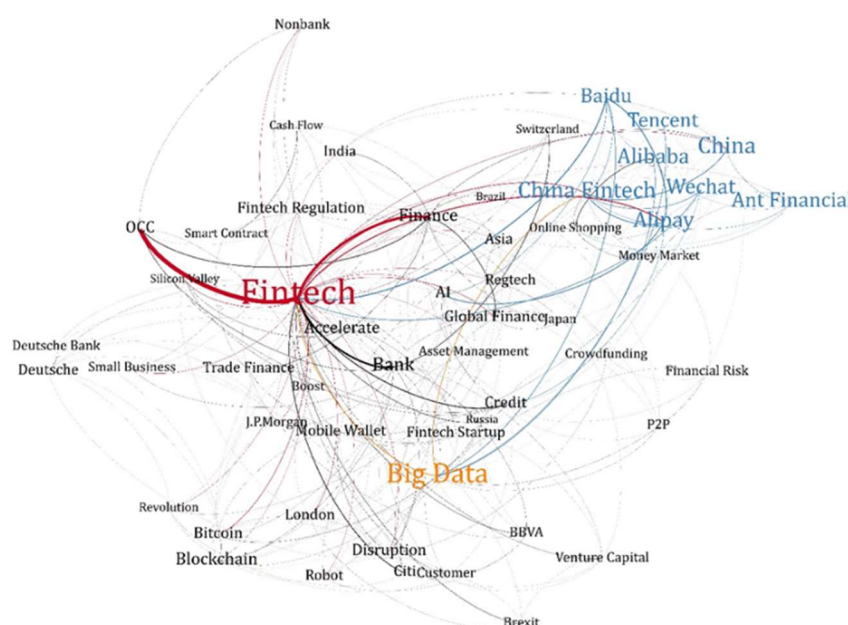 Nonbank
Baidu
Tencent
Cash Flow
Switzerland
China
India
Alibaba
China Fintech
Wechat
Brazil
Ant Financial
Fintech Regulation
Finance
Alipay
OCC
Smart Contract
Online Shopping
Asia
Money Market
Silicon Valley
Regtech
Fintech
AI
Global Finance
Japan
Accelerate
Deutsche Bank
Asset Management
Crowdfunding
Deutsche
Small Business
Trade Finance
Bank
Financial Risk
Boost
Credit
J.P.Morgan
Russia
Mobile Wallet
Fintech Startup
P2P
Big Data
Revolution
London
Bitcoin
BBVA
Blockchain
Disruption
Venture Capital
Robot
Citi
Customer
Brexit